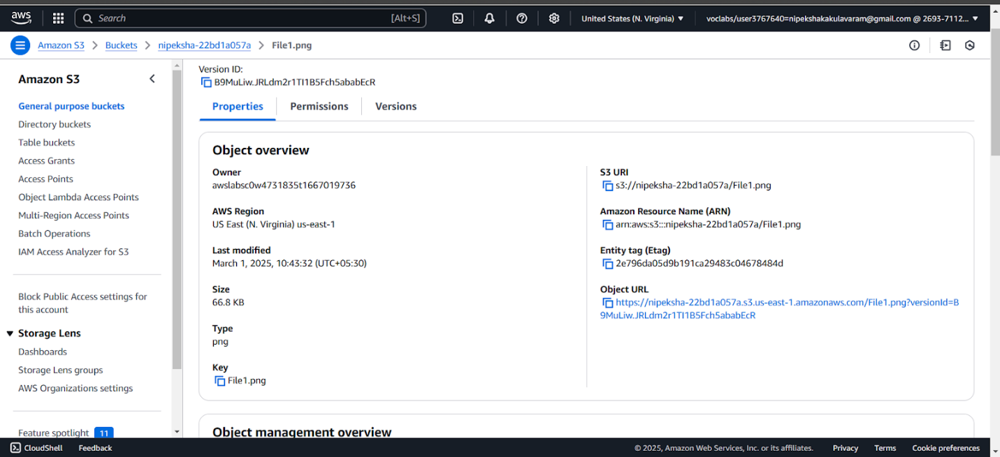 aws
Search [Alt+S]
United States (N. Virginia) ▼
voclabs/user3767640=nipekshakakulavaram@gmail.com @ 2693-7112... ▼
Amazon S3 > Buckets > nipeksha-22bd1a057a > File1.png
Amazon S3
General purpose buckets
Directory buckets
Table buckets
Access Grants
Access Points
Object Lambda Access Points
Multi-Region Access Points
Batch Operations
IAM Access Analyzer for S3
Block Public Access settings for
this account
▼ Storage Lens
Dashboards
Storage Lens groups
AWS Organizations settings
Feature spotlight 11
Version ID:
B9MuLiw.JRLdm2r1TI1B5Fch5ababEcR
Properties
Permissions
Versions
Object overview
Owner
awslabsc0w4731835t1667019736
AWS Region
US East (N. Virginia) us-east-1
Last modified
March 1, 2025, 10:43:32 (UTC+05:30)
Size
66.8 KB
Type
png
Key
File1.png
S3 URI
s3://nipeksha-22bd1a057a/File1.png
Amazon Resource Name (ARN)
arn:aws:s3:::nipeksha-22bd1a057a/File1.png
Entity tag (Etag)
2e796da05d9b191ca29483c04678484d
Object URL
https://nipeksha-22bd1a057a.s3.us-east-1.amazonaws.com/File1.png?versionId=B
9MuLiw.JRLdm2r1TI1B5Fch5ababEcR
Object management overview
CloudShell
Feedback
© 2025, Amazon Web Services, Inc. or its affiliates.
Privacy
Terms
Cookie preferences